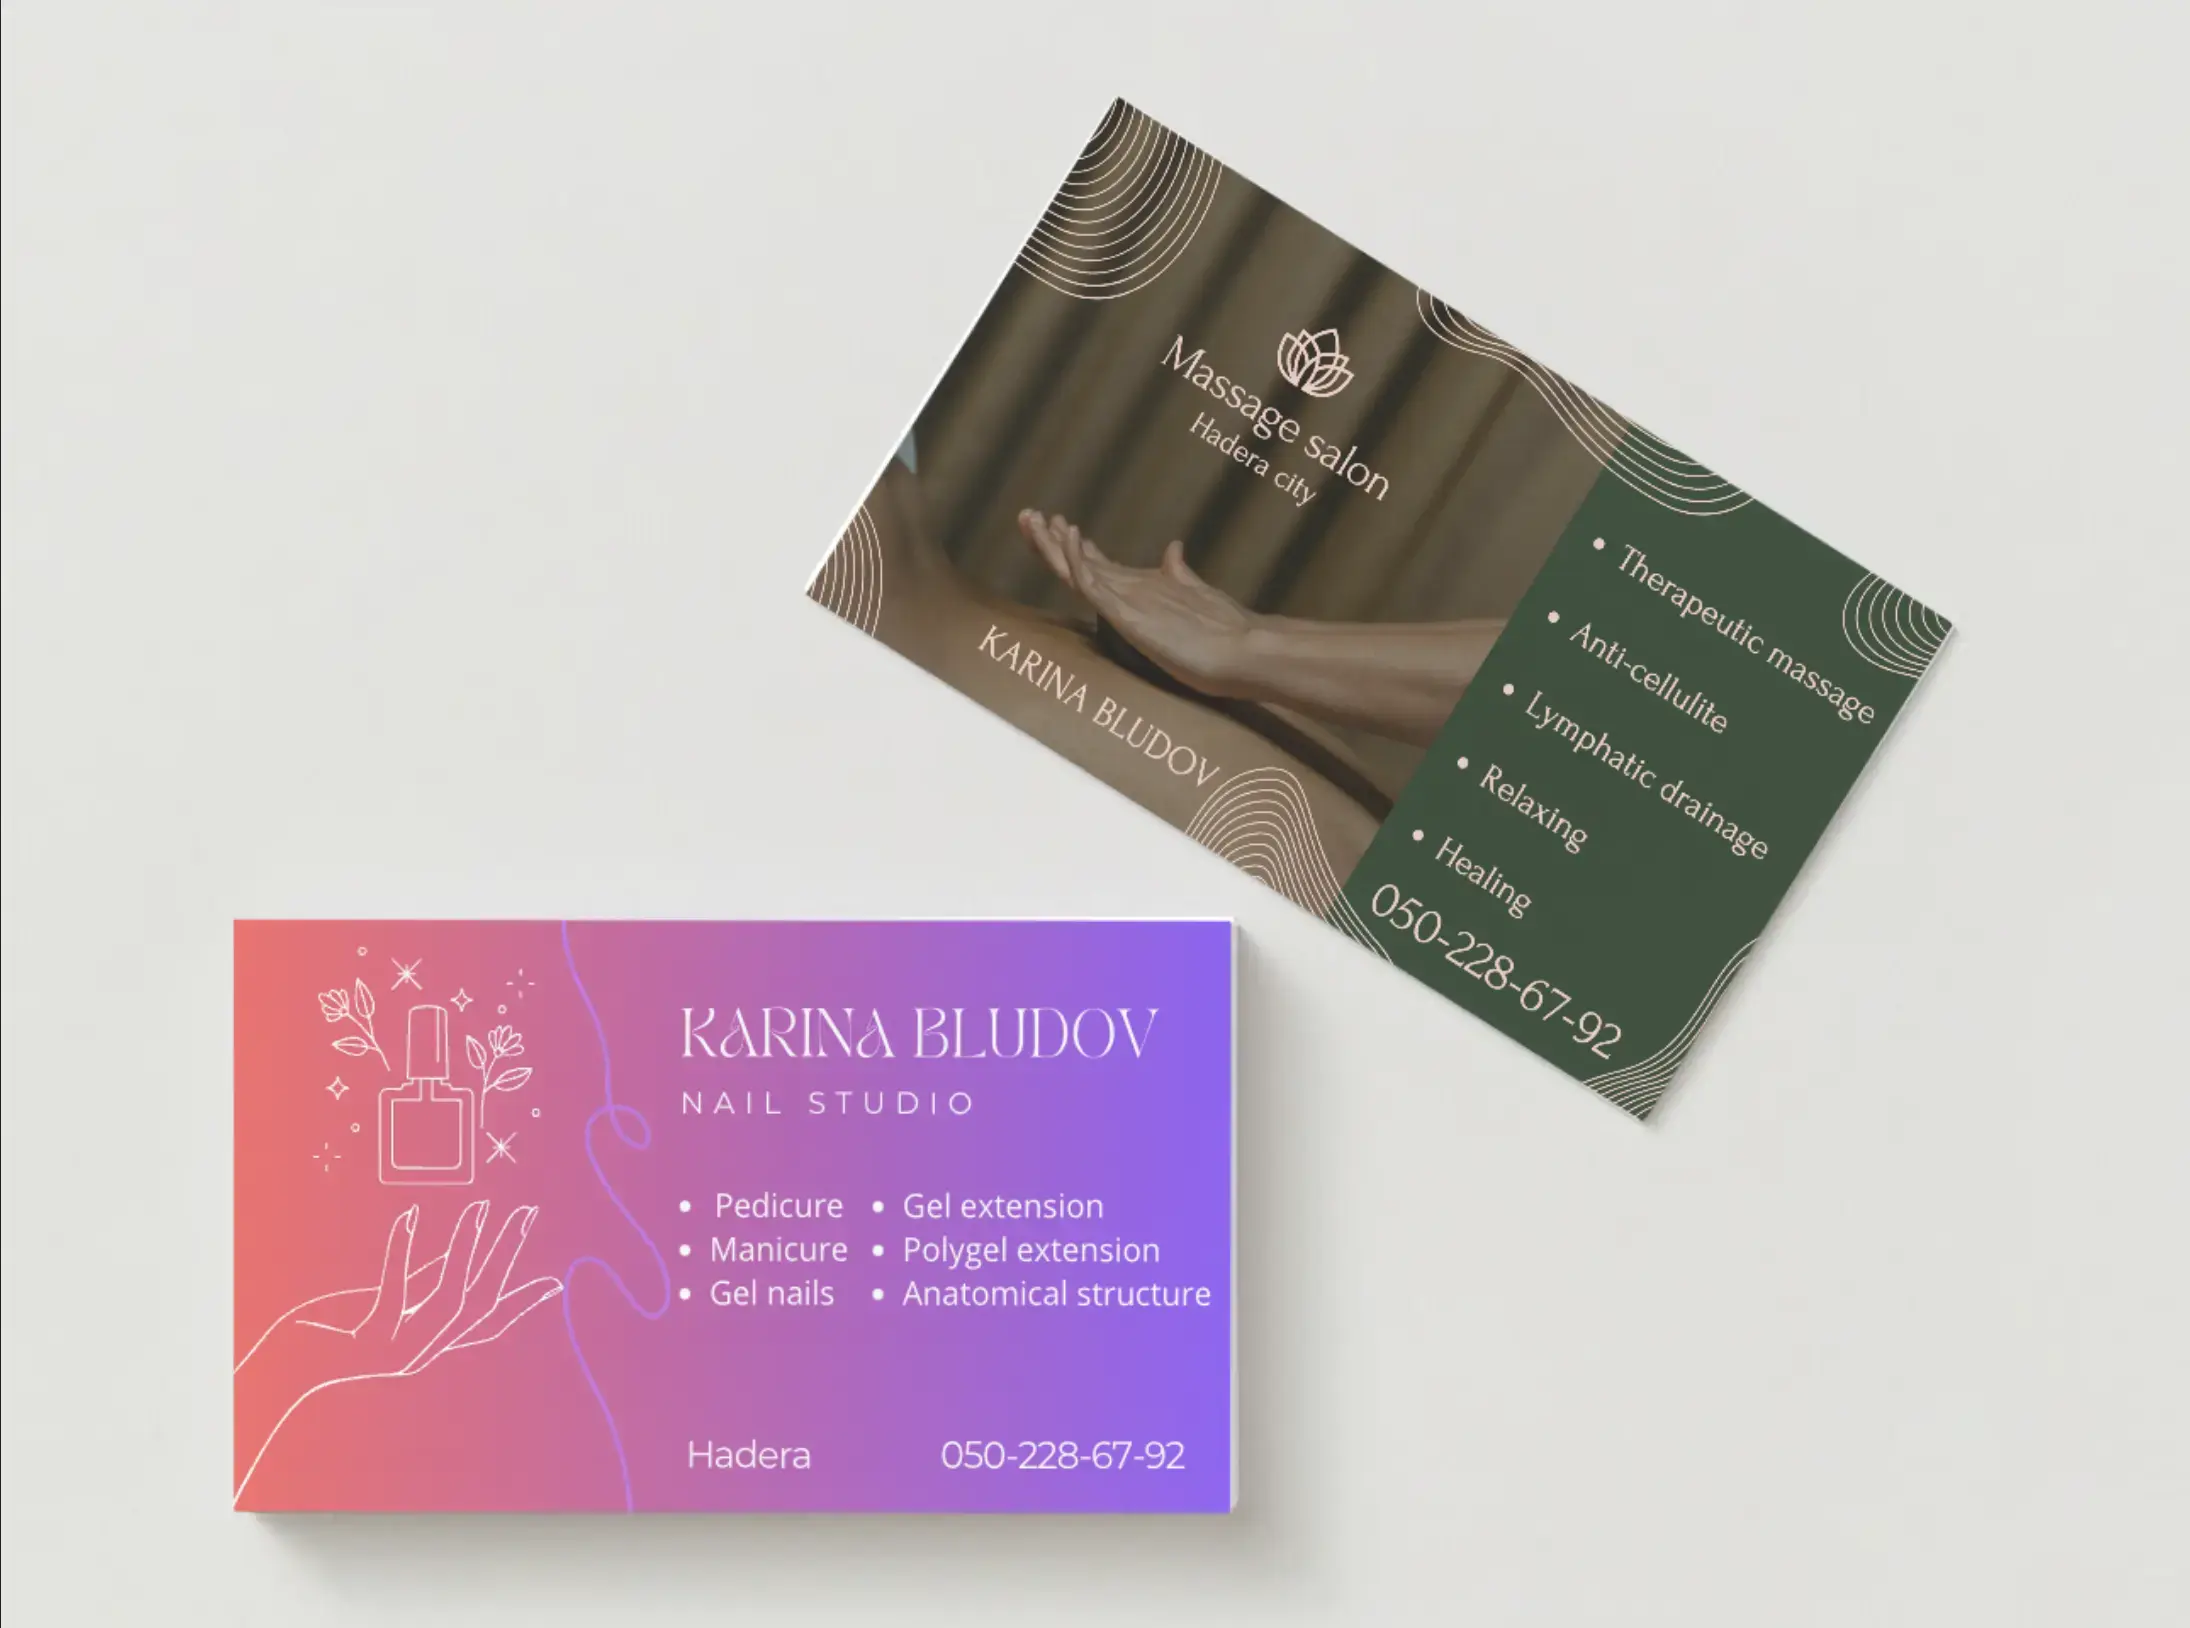 Massage salon
Hadera city
KARINA BLUDOV
• Therapeutic massage
• Anti-cellulite
• Lymphatic drainage
• Relaxing
• Healing
050-228-67-92
KARINA BLUDOV
NAIL STUDIO
• Pedicure
• Manicure
• Gel nails
• Gel extension
• Polygel extension
• Anatomical structure
Hadera
050-228-67-92